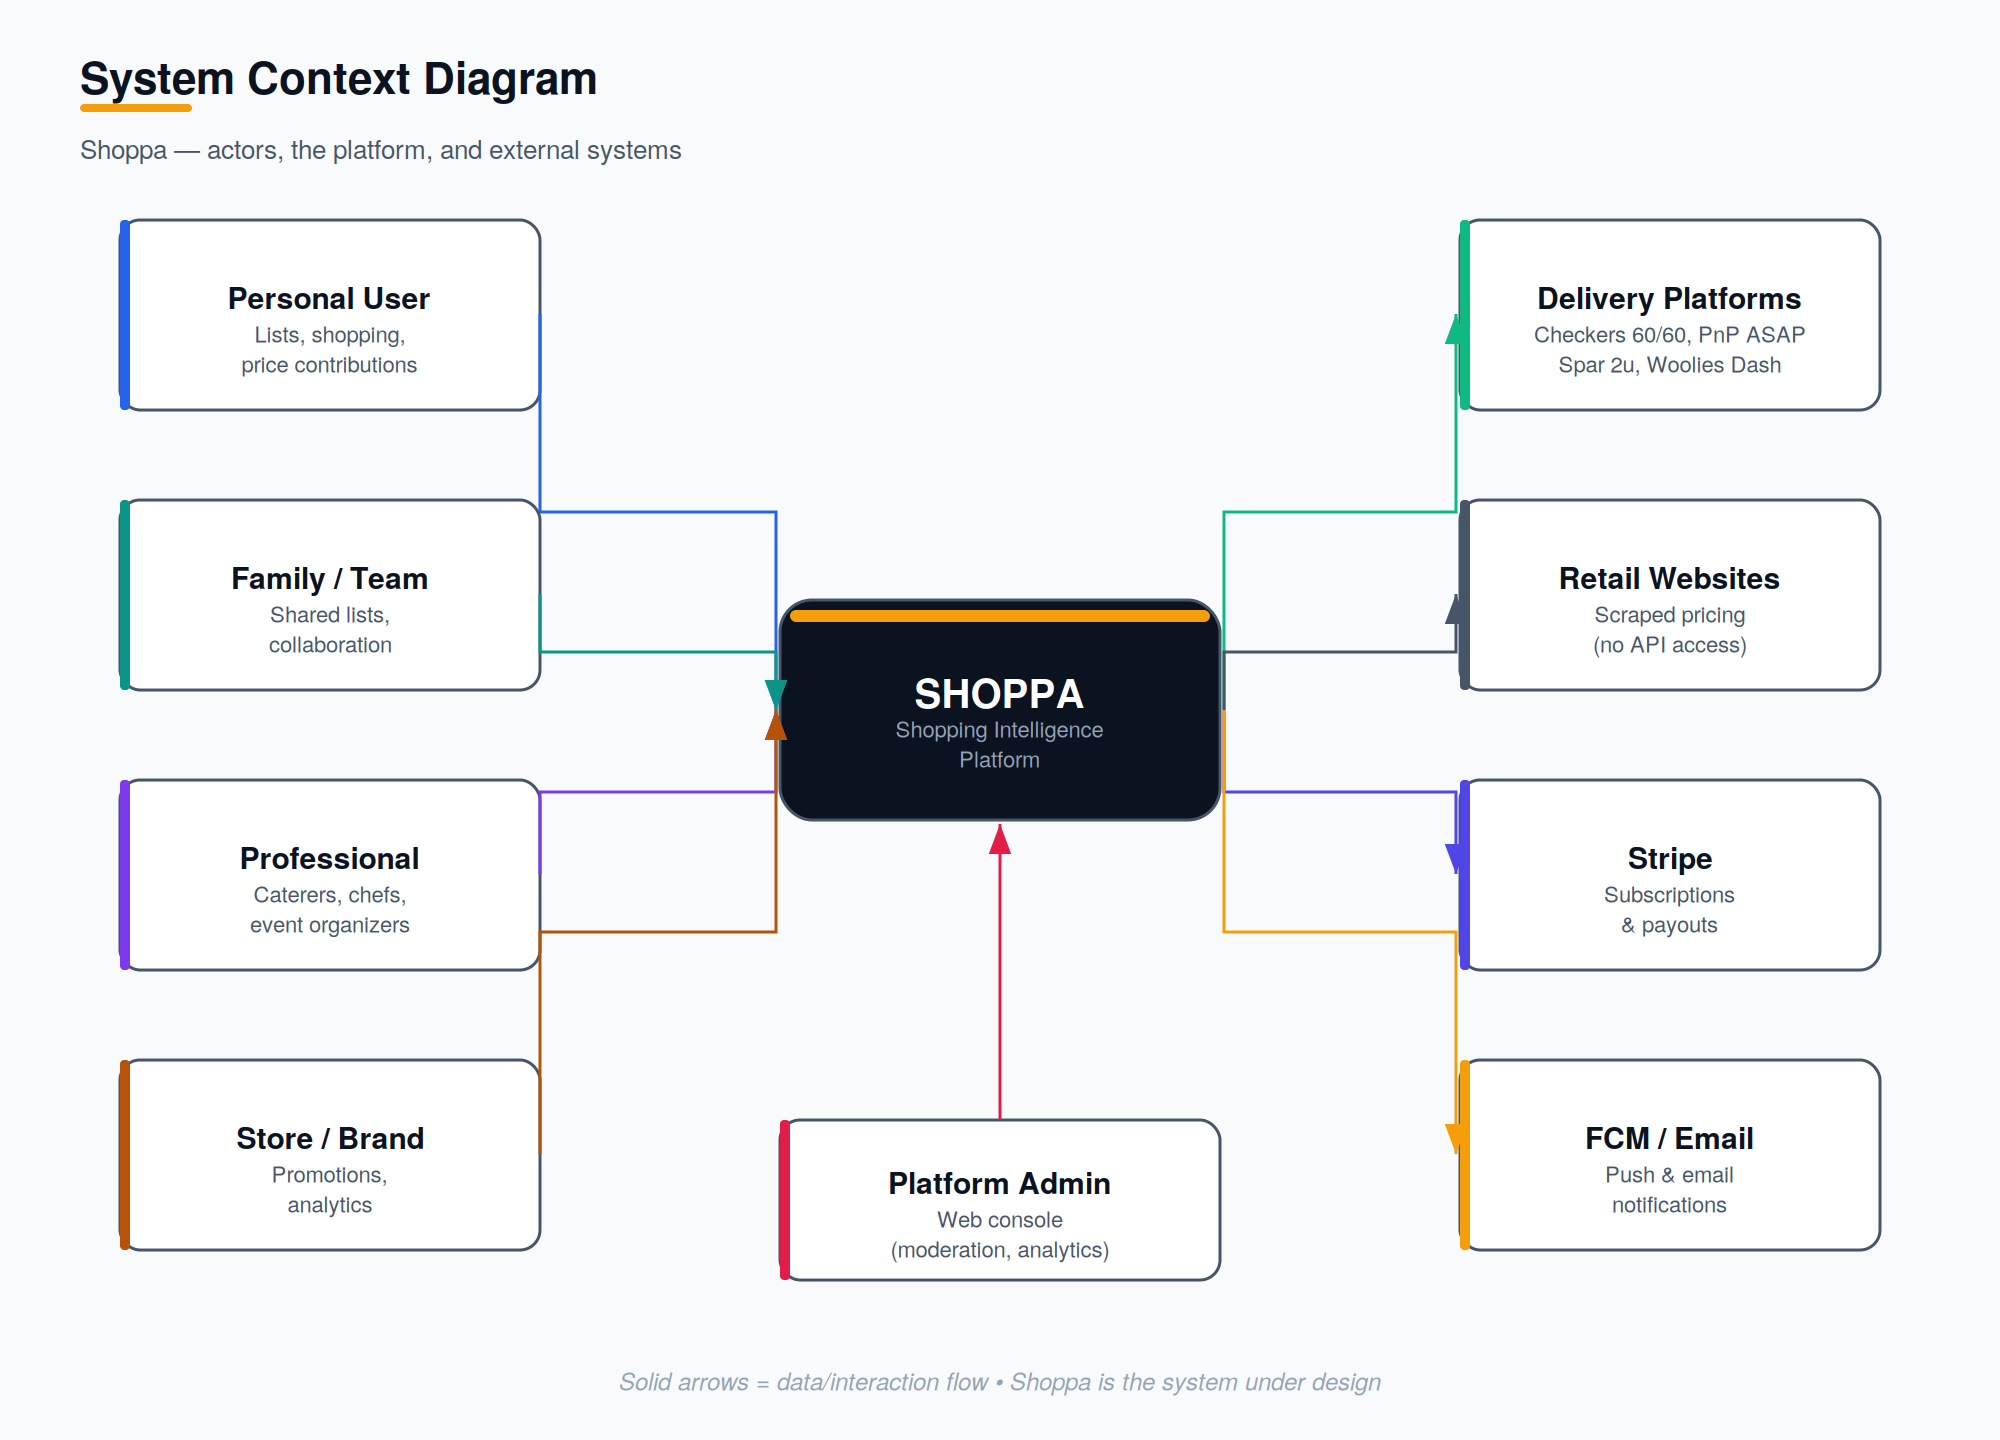 System Context Diagram
Shoppa — actors, the platform, and external systems
Personal User
Lists, shopping,
price contributions
Family / Team
Shared lists,
collaboration
Professional
Caterers, chefs,
event organizers
Store / Brand
Promotions,
analytics
SHOPPA
Shopping Intelligence
Platform
Platform Admin
Web console
(moderation, analytics)
Delivery Platforms
Checkers 60/60, PnP ASAP
Spar 2u, Woolies Dash
Retail Websites
Scraped pricing
(no API access)
Stripe
Subscriptions
& payouts
FCM / Email
Push & email
notifications
Solid arrows = data/interaction flow • Shoppa is the system under design